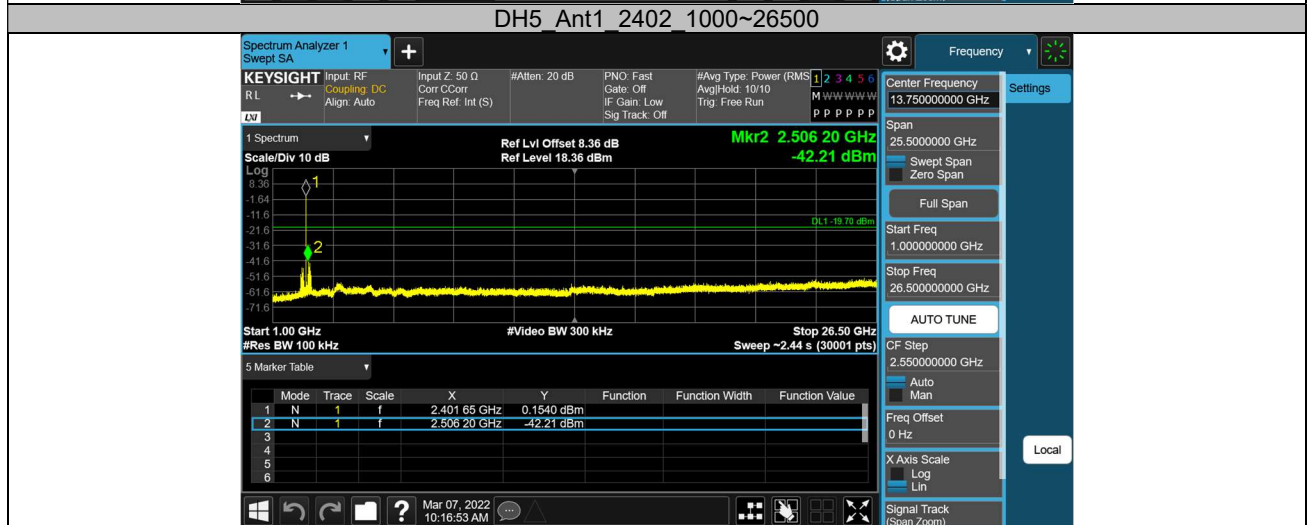 DH5_Ant1_2402_1000~26500
Spectrum Analyzer 1
Swept SA
Frequency
KEYSIGHT
RL
LXI
Input: RF
Coupling: DC
Align: Auto
Input Z: 50 Ω
Corr CCorr
Freq Ref: Int (S)
#Atten: 20 dB
PNO: Fast
Gate: Off
IF Gain: Low
Sig Track: Off
#Avg Type: Power (RMS
Avg|Hold: 10/10
Trig: Free Run
1 2 3 4 5 6
M W W W W W
P P P P P P
1 Spectrum
Scale/Div 10 dB
Ref Lvl Offset 8.36 dB
Ref Level 18.36 dBm
Mkr2 2.506 20 GHz
-42.21 dBm
Log
8.36
-1.64
-11.6
-21.6
-31.6
-41.6
-51.6
-61.6
-71.6
1
2
DL1 -19.70 dBm
Start 1.00 GHz
#Res BW 100 kHz
#Video BW 300 kHz
Stop 26.50 GHz
Sweep ~2.44 s (30001 pts)
5 Marker Table
Mode Trace Scale X Y Function Function Width Function Value
1 N 1 f 2.401 65 GHz 0.1540 dBm
2 N 1 f 2.506 20 GHz -42.21 dBm
3
4
5
6
?
Mar 07, 2022
10:16:53 AM
Center Frequency
13.750000000 GHz
Span
25.5000000 GHz
Swept Span
Zero Span
Full Span
Start Freq
1.000000000 GHz
Stop Freq
26.500000000 GHz
AUTO TUNE
CF Step
2.550000000 GHz
Auto
Man
Freq Offset
0 Hz
X Axis Scale
Log
Lin
Signal Track
(Span Zoom)
Settings
Local